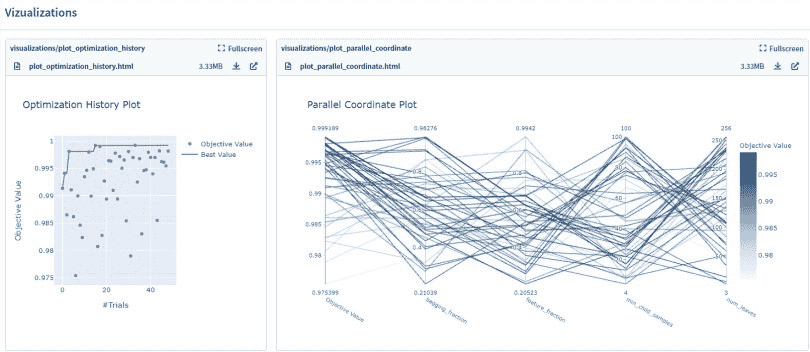 Vizualizations
visualizations/plot_optimization_history
Fullscreen
plot_optimization_history.html
3.33MB
Optimization History Plot
1
0.995
0.99
0.985
0.98
0.975
Objective Value
0
20
40
#Trials
Objective Value
Best Value
visualizations/plot_parallel_coordinate
Fullscreen
plot_parallel_coordinate.html
3.33MB
Parallel Coordinate Plot
0.999189
0.98276
0.9942
100
256
0.995
0.99
0.985
0.98
0.975399
0.21039
0.20523
4
3
Objective Value
bagging_fraction
feature_fraction
min_child_samples
num_leaves
Objective Value
0.995
0.99
0.985
0.98